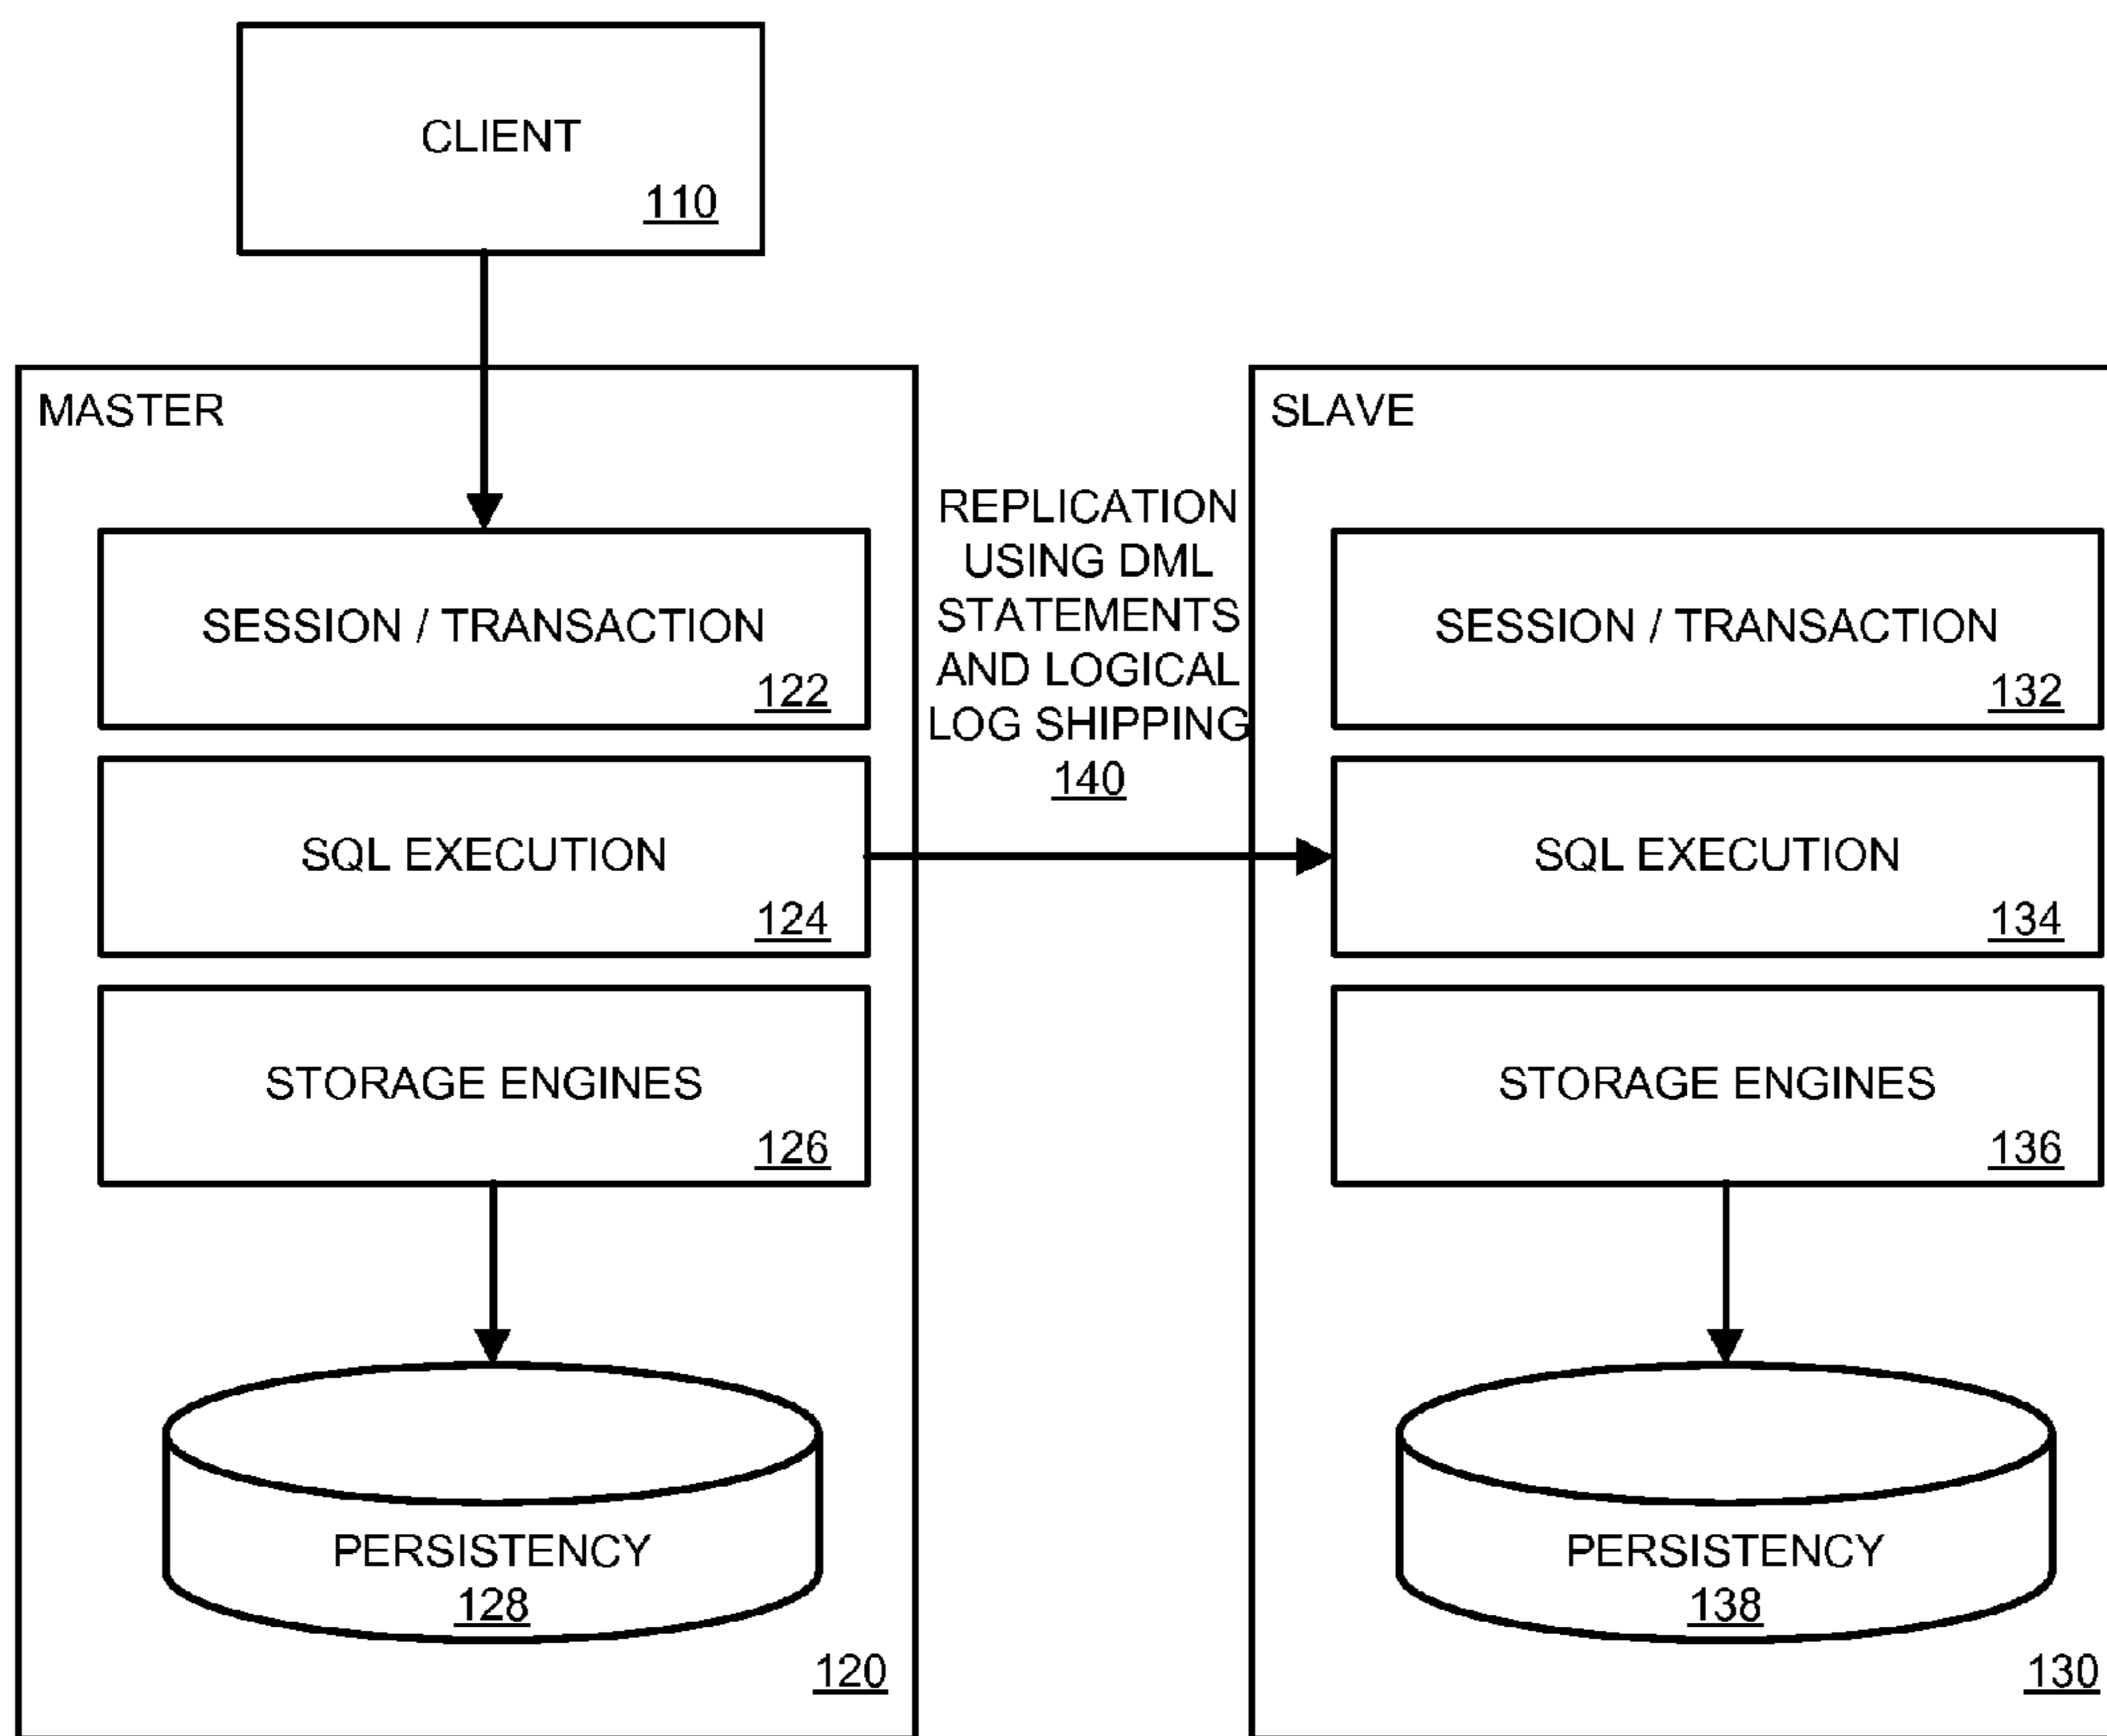 CLIENT
110
MASTER
SESSION / TRANSACTION
122
SQL EXECUTION
124
STORAGE ENGINES
126
PERSISTENCY
128
120
REPLICATION
USING DML
STATEMENTS
AND LOGICAL
LOG SHIPPING
140
SLAVE
SESSION / TRANSACTION
132
SQL EXECUTION
134
STORAGE ENGINES
136
PERSISTENCY
138
130